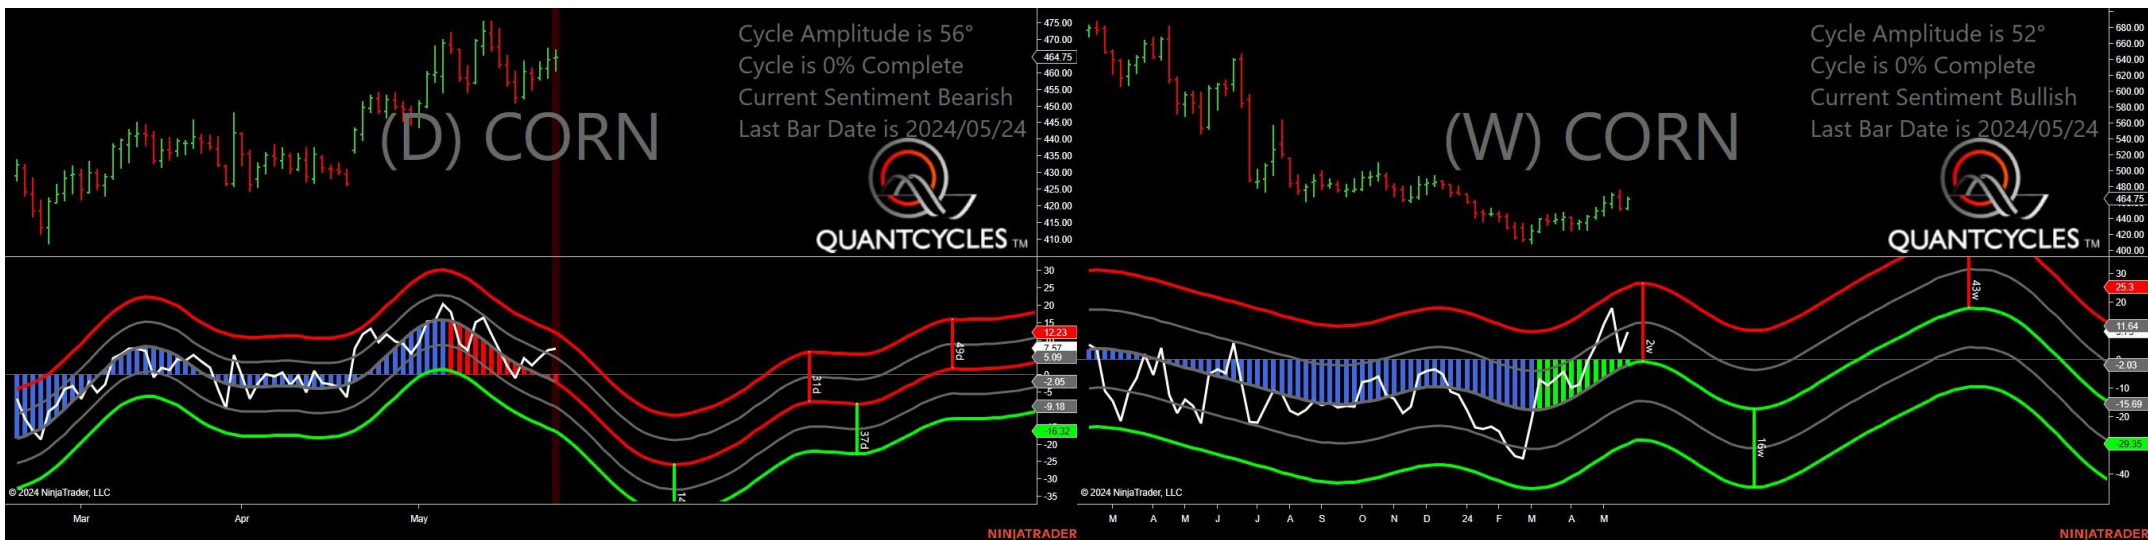 Cycle Amplitude is 56°
Cycle is 0% Complete
Current Sentiment Bearish
Last Bar Date is 2024/05/24
(D) CORN
QUANTCYCLES TM
475.00
470.00
464.75
460.00
455.00
450.00
445.00
440.00
435.00
430.00
425.00
420.00
415.00
410.00
30
25
20
15
12.23
7.57
5.09
0
-2.05
-5
-9.18
-16.32
-20
-25
-30
-35
31d
37d
49d
14
© 2024 NinjaTrader, LLC
Mar
Apr
May
NINJATRADER
Cycle Amplitude is 52°
Cycle is 0% Complete
Current Sentiment Bullish
Last Bar Date is 2024/05/24
(W) CORN
QUANTCYCLES TM
680.00
660.00
640.00
620.00
600.00
580.00
560.00
540.00
520.00
500.00
480.00
464.75
440.00
420.00
400.00
30
25.3
20
11.64
-2.03
-10
-15.69
-20
-29.35
-40
2w
16w
43w
© 2024 NinjaTrader, LLC
M
A
M
J
J
A
S
O
N
D
24
F
M
A
M
NINJATRADER